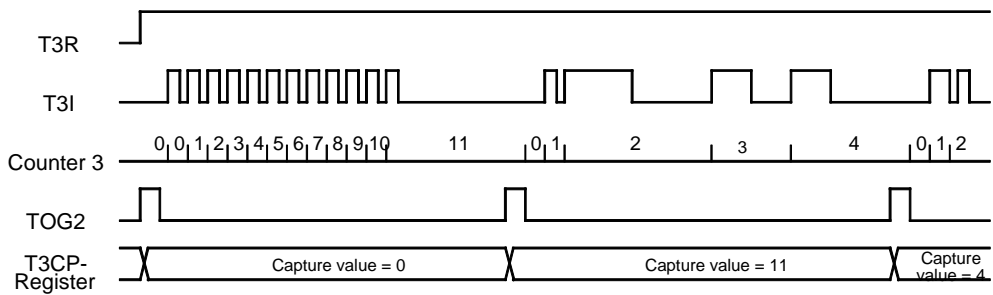 T3R
T3I
Counter 3
0 0 1 2 3 4 5 6 7 8 9 10 11 0 1 2 3 4 0 1 2
TOG2
T3CP-
Register
Capture value = 0
Capture value = 11
Capture
value = 4